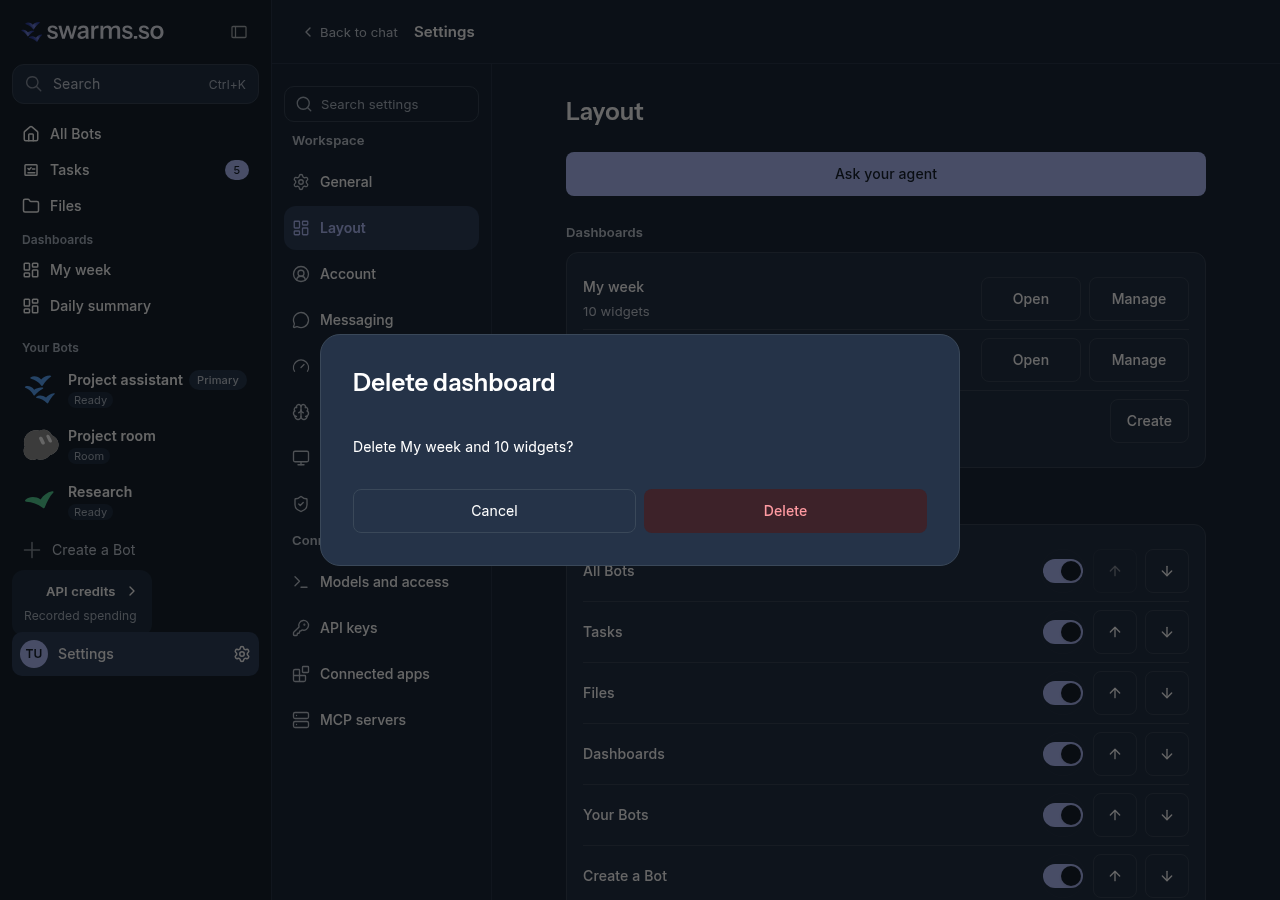 swarms.so
Search
Ctrl+K
All Bots
Tasks
5
Files
Dashboards
My week
Daily summary
Your Bots
Project assistant
Primary
Ready
Project room
Room
Research
Ready
Create a Bot
API credits
Recorded spending
TU
Settings
Back to chat
Settings
Search settings
Workspace
General
Layout
Account
Messaging
Models and access
API keys
Connected apps
MCP servers
Layout
Ask your agent
Dashboards
My week
10 widgets
Open
Manage
Open
Manage
Create
Delete dashboard
Delete My week and 10 widgets?
Cancel
Delete
All Bots
Tasks
Files
Dashboards
Your Bots
Create a Bot